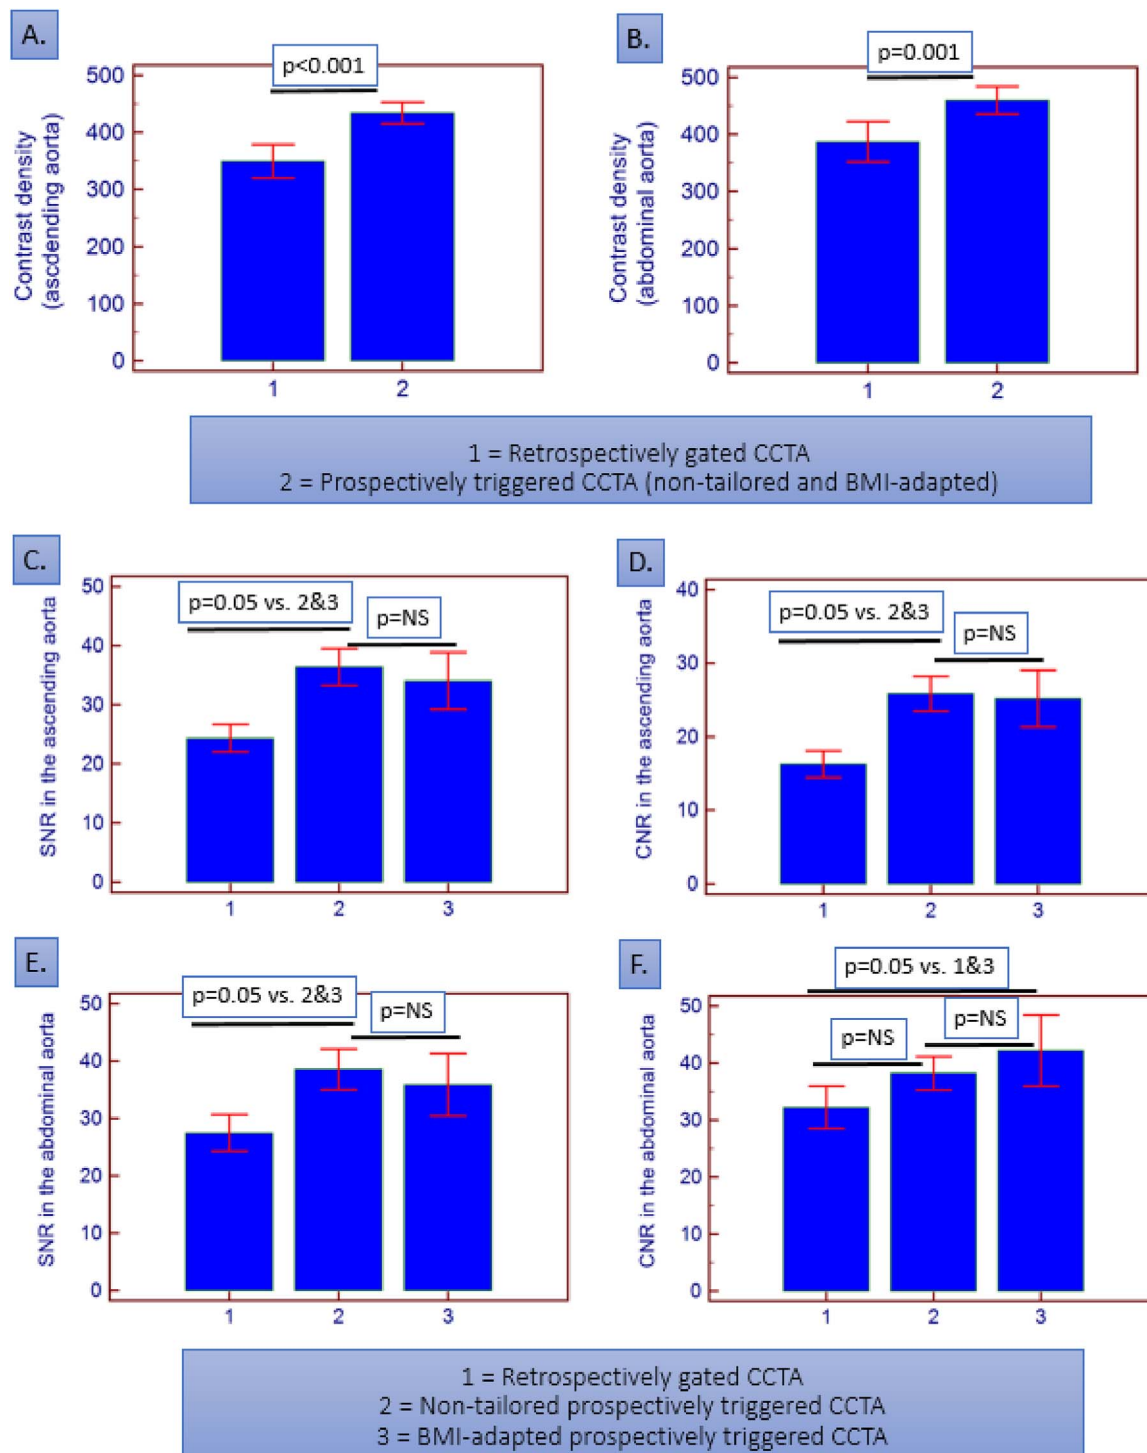 A.
p<0.001
500
400
300
200
100
0
Contrast density
(ascdending aorta)
1
2
B.
p=0.001
500
400
300
200
100
0
Contrast density
(abdominal aorta)
1
2
1 = Retrospectively gated CCTA
2 = Prospectively triggered CCTA (non-tailored and BMI-adapted)
C.
p=0.05 vs. 2&3
p=NS
50
40
30
20
10
0
SNR in the ascending aorta
1
2
3
D.
p=0.05 vs. 2&3
p=NS
40
30
20
10
0
CNR in the ascending aorta
1
2
3
E.
p=0.05 vs. 2&3
p=NS
50
40
30
20
10
0
SNR in the abdominal aorta
1
2
3
F.
p=0.05 vs. 1&3
p=NS
p=NS
50
40
30
20
10
0
CNR in the abdominal aorta
1
2
3
1 = Retrospectively gated CCTA
2 = Non-tailored prospectively triggered CCTA
3 = BMI-adapted prospectively triggered CCTA